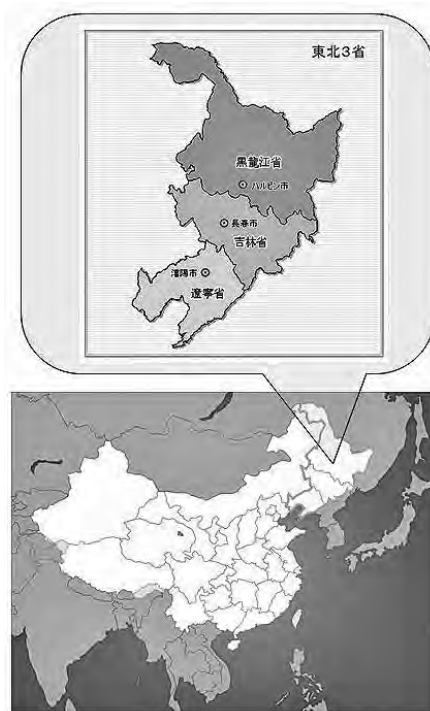 東北3省
黒龍江省
ハルビン市
長春市
吉林省
瀋陽市
遼寧省